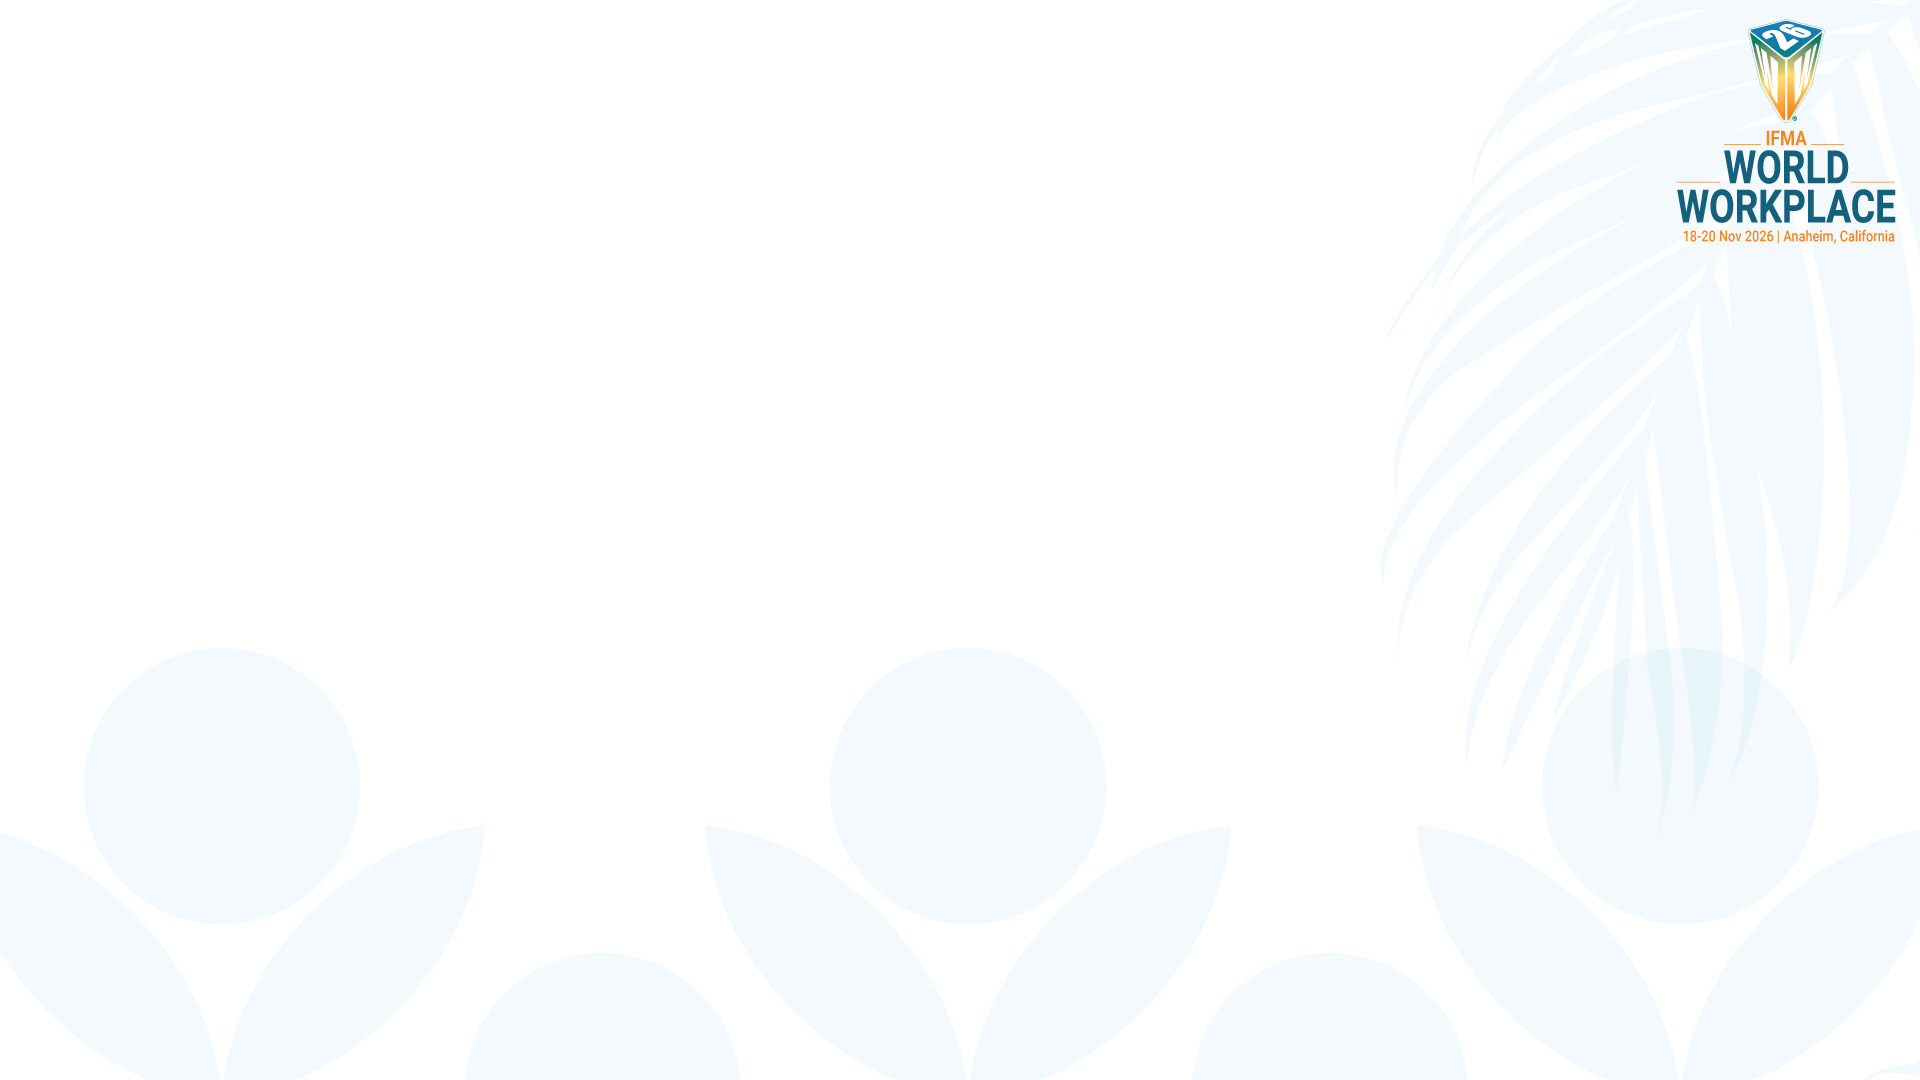 26
IFMA
WORLD
WORKPLACE
18-20 Nov 2026 | Anaheim, California